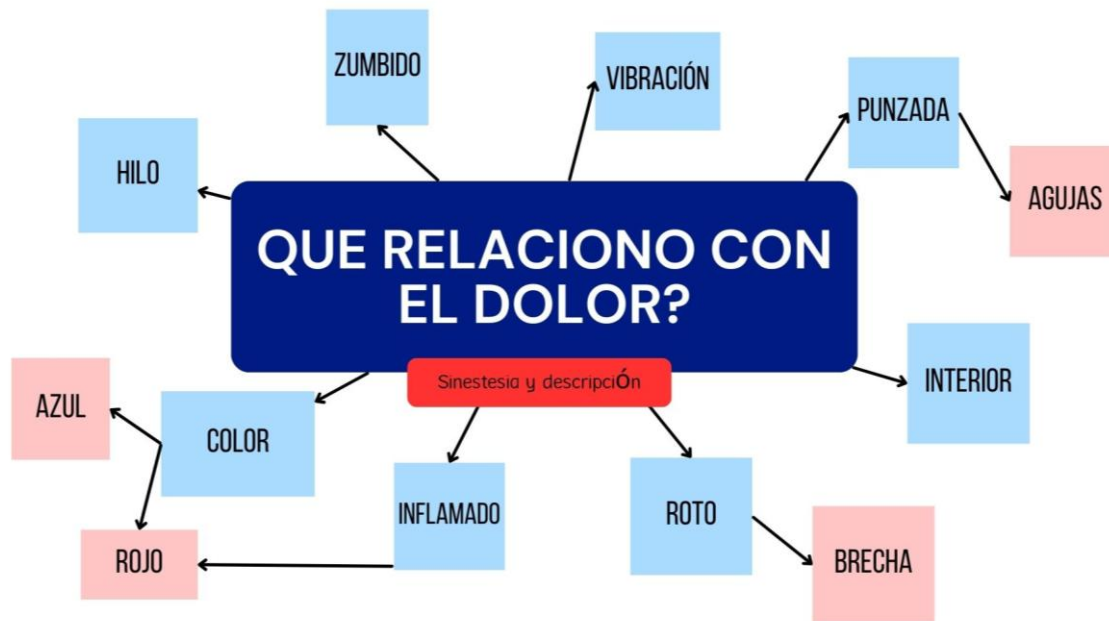 ZUMBIDO
VIBRACIÓN
PUNZADA
HILO
AGUJAS
QUE RELACIONO CON
EL DOLOR?
Sinestesia y descripciÓn
INTERIOR
AZUL
COLOR
INFLAMADO
ROTO
ROJO
BRECHA